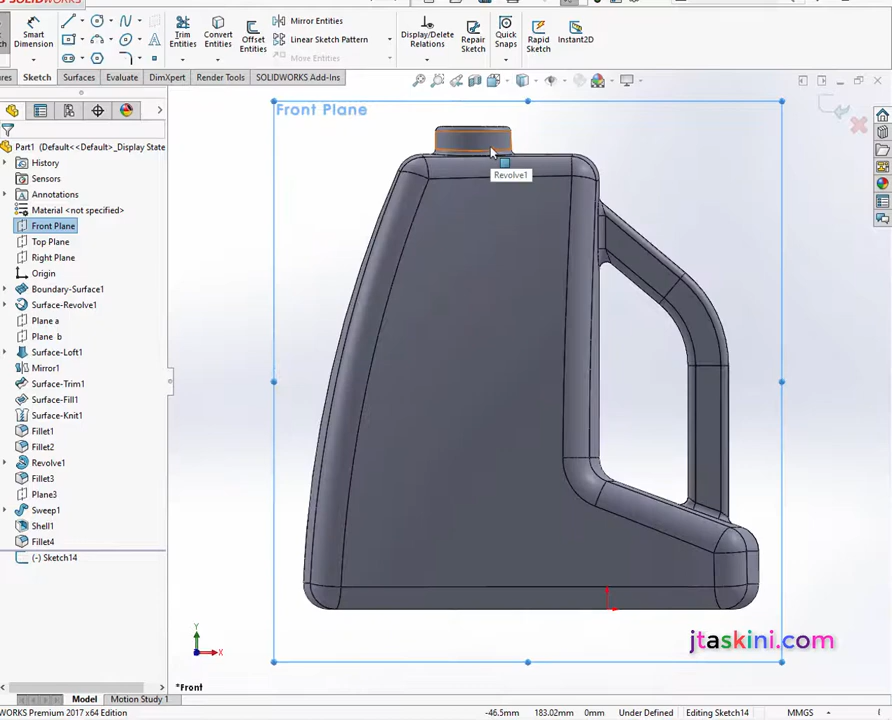 Smart Dimension
Trim Entities
Convert Entities
Offset Entities
Mirror Entities
Linear Sketch Pattern
Move Entities
Display/Delete Relations
Repair Sketch
Quick Snaps
Rapid Sketch
Instant2D
Sketch
Surfaces
Evaluate
DimXpert
Render Tools
SOLIDWORKS Add-Ins
Part1 (Default<<Default>_Display State
History
Sensors
Annotations
Material <not specified>
Front Plane
Top Plane
Right Plane
Origin
Boundary-Surface1
Surface-Revolve1
Plane a
Plane b
Surface-Loft1
Mirror1
Surface-Trim1
Surface-Fill1
Surface-Knit1
Fillet1
Fillet2
Revolve1
Fillet3
Plane3
Sweep1
Shell1
Fillet4
(-) Sketch14
Front Plane
Revolve1
Y
X
jtaskini.com
*Front
Model
Motion Study 1
-46.5mm
183.02mm
0mm
Under Defined
Editing Sketch14
MMGS